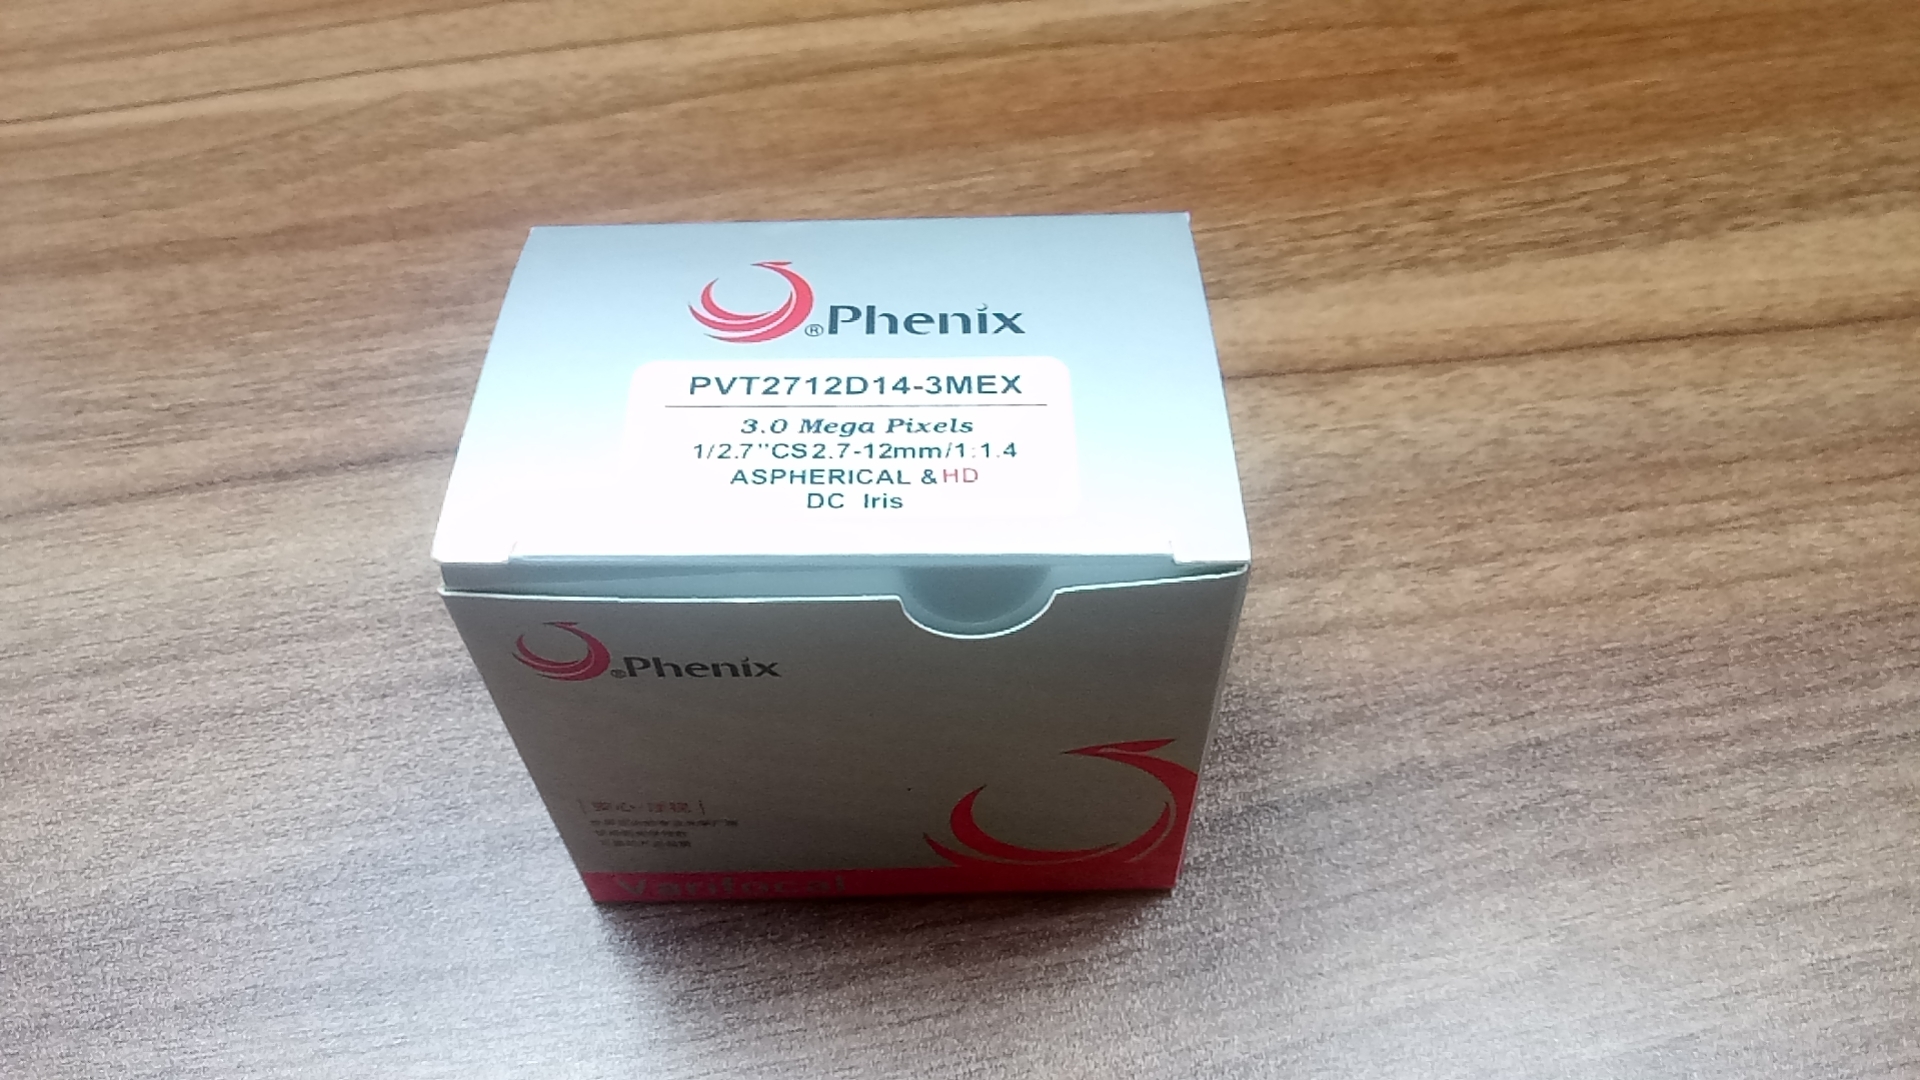 ®Phenix
PVT2712D14-3MEX
3.0 Mega Pixels
1/2.7"CS2.7-12mm/1:1.4
ASPHERICAL &HD
DC Iris
®Phenix
Varifocal